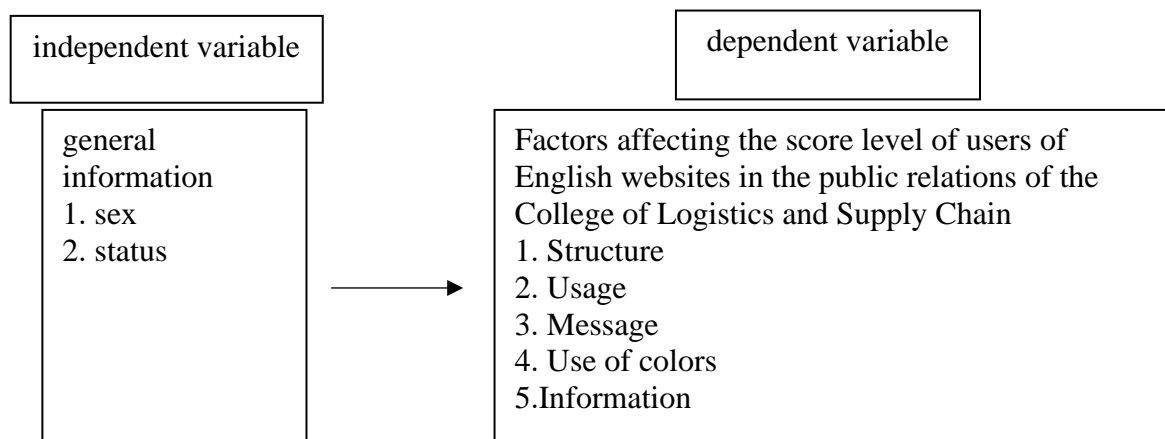 independent variable
general
information
1. sex
2. status
dependent variable
Factors affecting the score level of users of
English websites in the public relations of the
College of Logistics and Supply Chain
1. Structure
2. Usage
3. Message
4. Use of colors
5.Information